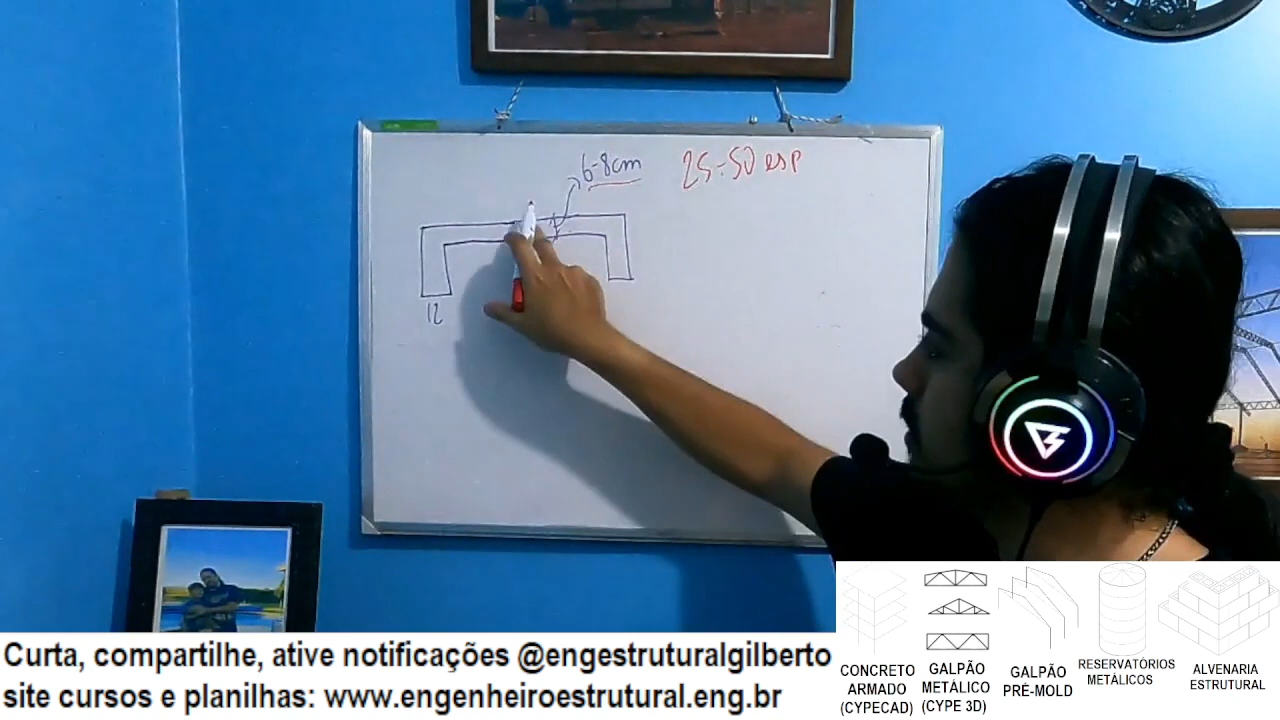 6-8cm
25÷50 esp
12
Curta, compartilhe, ative notificações @engestruturalgilberto
site cursos e planilhas: www.engenheiroestrutural.eng.br
CONCRETO
ARMADO
(CYPECAD)
GALPÃO
METÁLICO
(CYPE 3D)
GALPÃO
PRÉ-MOLD
RESERVATÓRIOS
METÁLICOS
ALVENARIA
ESTRUTURAL